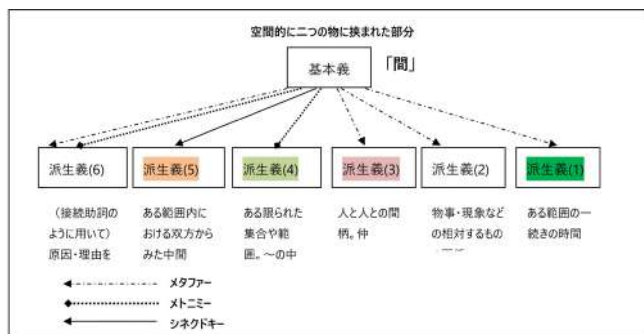 空間的に二つの物に挟まれた部分
「間」
基本義
派生義(6)
派生義(5)
派生義(4)
派生義(3)
派生義(2)
派生義(1)
（接続助詞の
ように用いて）
原因・理由を
ある範囲内に
おける双方から
みた中間
ある限られた
集合や範
囲。～の中
人と人との間
柄。仲
物事・現象など
の相対するもの
ある範囲の一
続きの時間
メタファー
メトニミー
シネクドキー